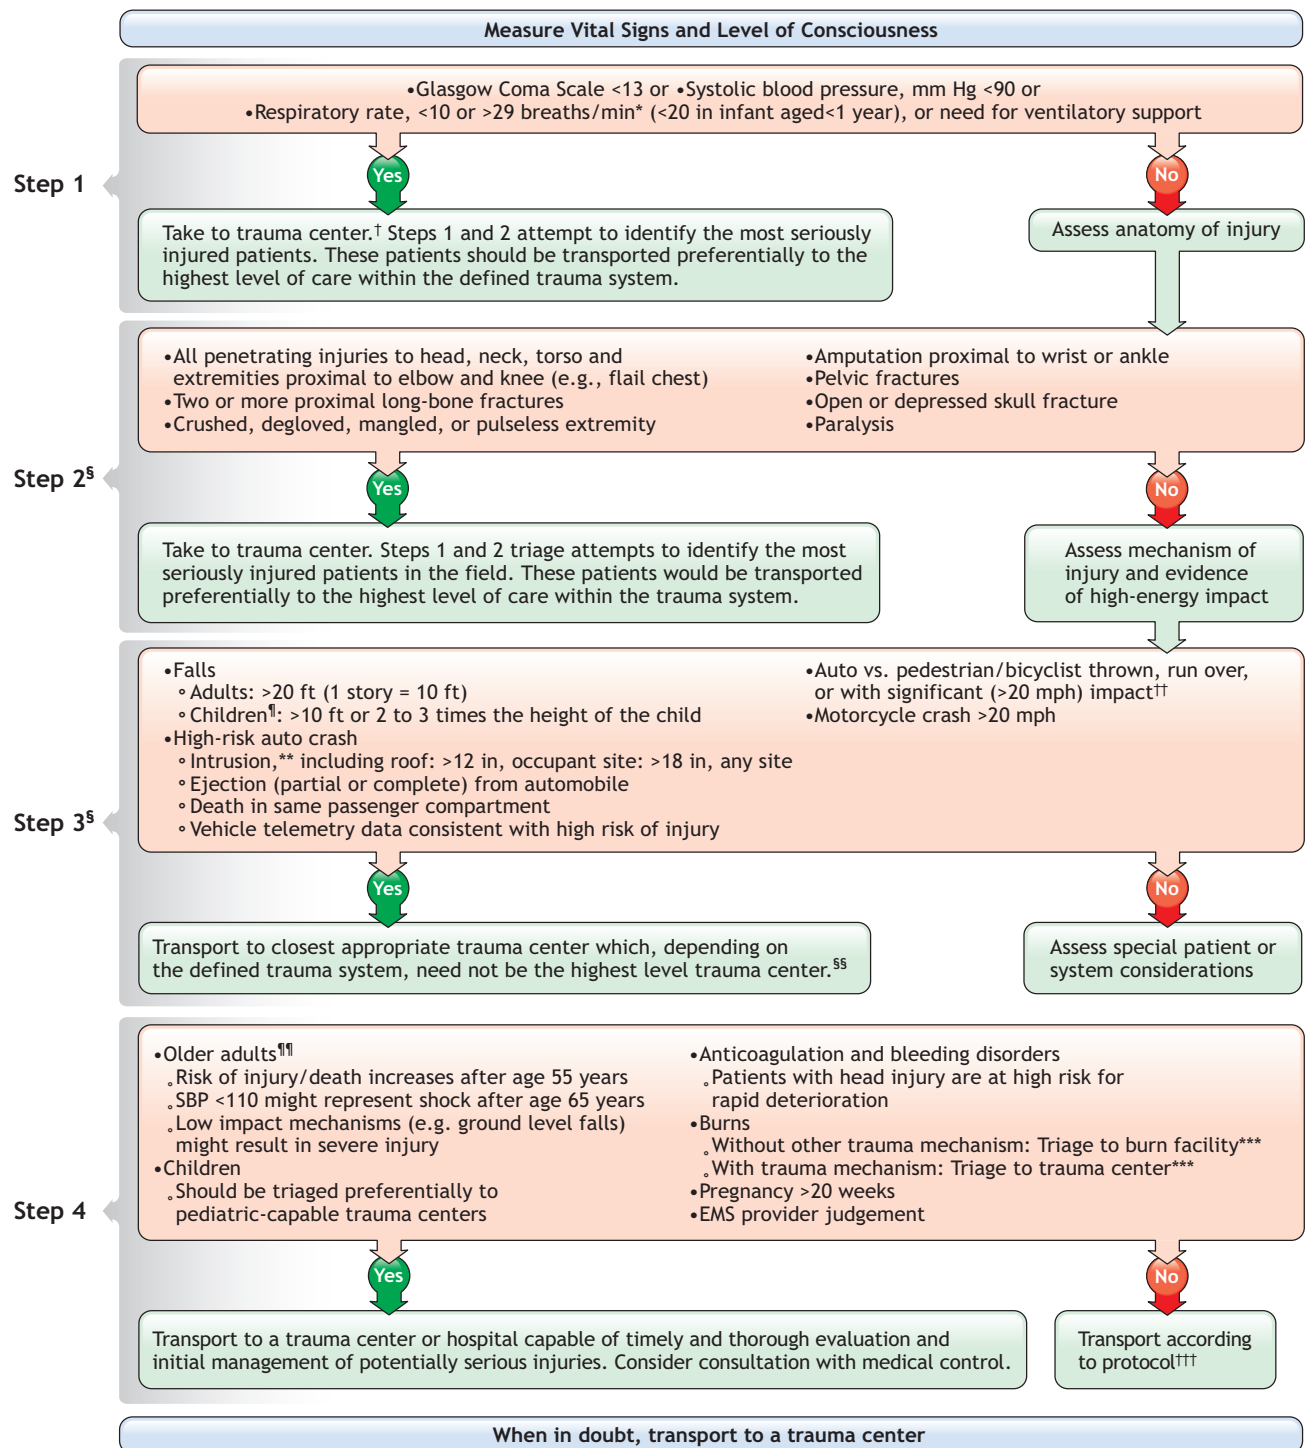 Measure Vital Signs and Level of Consciousness
•Glasgow Coma Scale <13 or •Systolic blood pressure, mm Hg <90 or
•Respiratory rate, <10 or >29 breaths/min* (<20 in infant aged<1 year), or need for ventilatory support
Step 1
Yes
No
Take to trauma center.† Steps 1 and 2 attempt to identify the most seriously
injured patients. These patients should be transported preferentially to the
highest level of care within the defined trauma system.
Assess anatomy of injury
•All penetrating injuries to head, neck, torso and
extremities proximal to elbow and knee (e.g., flail chest)
•Two or more proximal long-bone fractures
•Crushed, degloved, mangled, or pulseless extremity
•Amputation proximal to wrist or ankle
•Pelvic fractures
•Open or depressed skull fracture
•Paralysis
Step 2§
Yes
No
Take to trauma center. Steps 1 and 2 triage attempts to identify the most
seriously injured patients in the field. These patients would be transported
preferentially to the highest level of care within the trauma system.
Assess mechanism of
injury and evidence
of high-energy impact
•Falls
∘Adults: >20 ft (1 story = 10 ft)
∘Children¶: >10 ft or 2 to 3 times the height of the child
•High-risk auto crash
∘Intrusion,** including roof: >12 in, occupant site: >18 in, any site
∘Ejection (partial or complete) from automobile
∘Death in same passenger compartment
∘Vehicle telemetry data consistent with high risk of injury
•Auto vs. pedestrian/bicyclist thrown, run over,
or with significant (>20 mph) impact††
•Motorcycle crash >20 mph
Step 3§
Yes
No
Transport to closest appropriate trauma center which, depending on
the defined trauma system, need not be the highest level trauma center.§§
Assess special patient or
system considerations
•Older adults¶¶
∘Risk of injury/death increases after age 55 years
∘SBP <110 might represent shock after age 65 years
∘Low impact mechanisms (e.g. ground level falls)
might result in severe injury
•Children
∘Should be triaged preferentially to
pediatric-capable trauma centers
•Anticoagulation and bleeding disorders
∘Patients with head injury are at high risk for
rapid deterioration
•Burns
∘Without other trauma mechanism: Triage to burn facility***
∘With trauma mechanism: Triage to trauma center***
•Pregnancy >20 weeks
•EMS provider judgement
Step 4
Yes
No
Transport to a trauma center or hospital capable of timely and thorough evaluation and
initial management of potentially serious injuries. Consider consultation with medical control.
Transport according
to protocol†††
When in doubt, transport to a trauma center